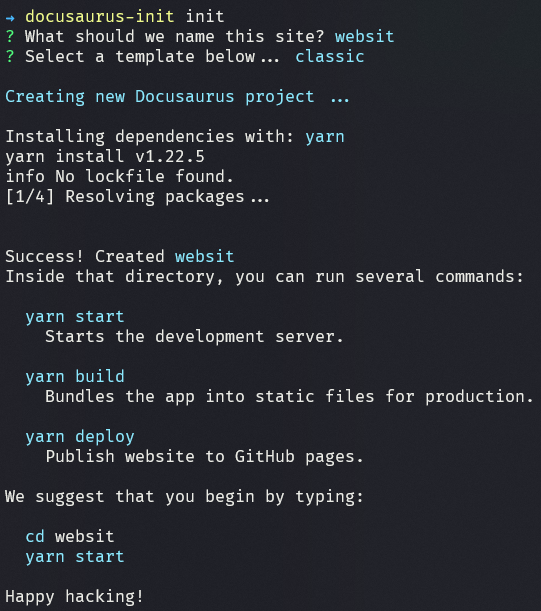 → docusaurus-init init
? What should we name this site? websit
? Select a template below... classic
Creating new Docusaurus project ...
Installing dependencies with: yarn
yarn install v1.22.5
info No lockfile found.
[1/4] Resolving packages...
Success! Created websit
Inside that directory, you can run several commands:
yarn start
Starts the development server.
yarn build
Bundles the app into static files for production.
yarn deploy
Publish website to GitHub pages.
We suggest that you begin by typing:
cd websit
yarn start
Happy hacking!